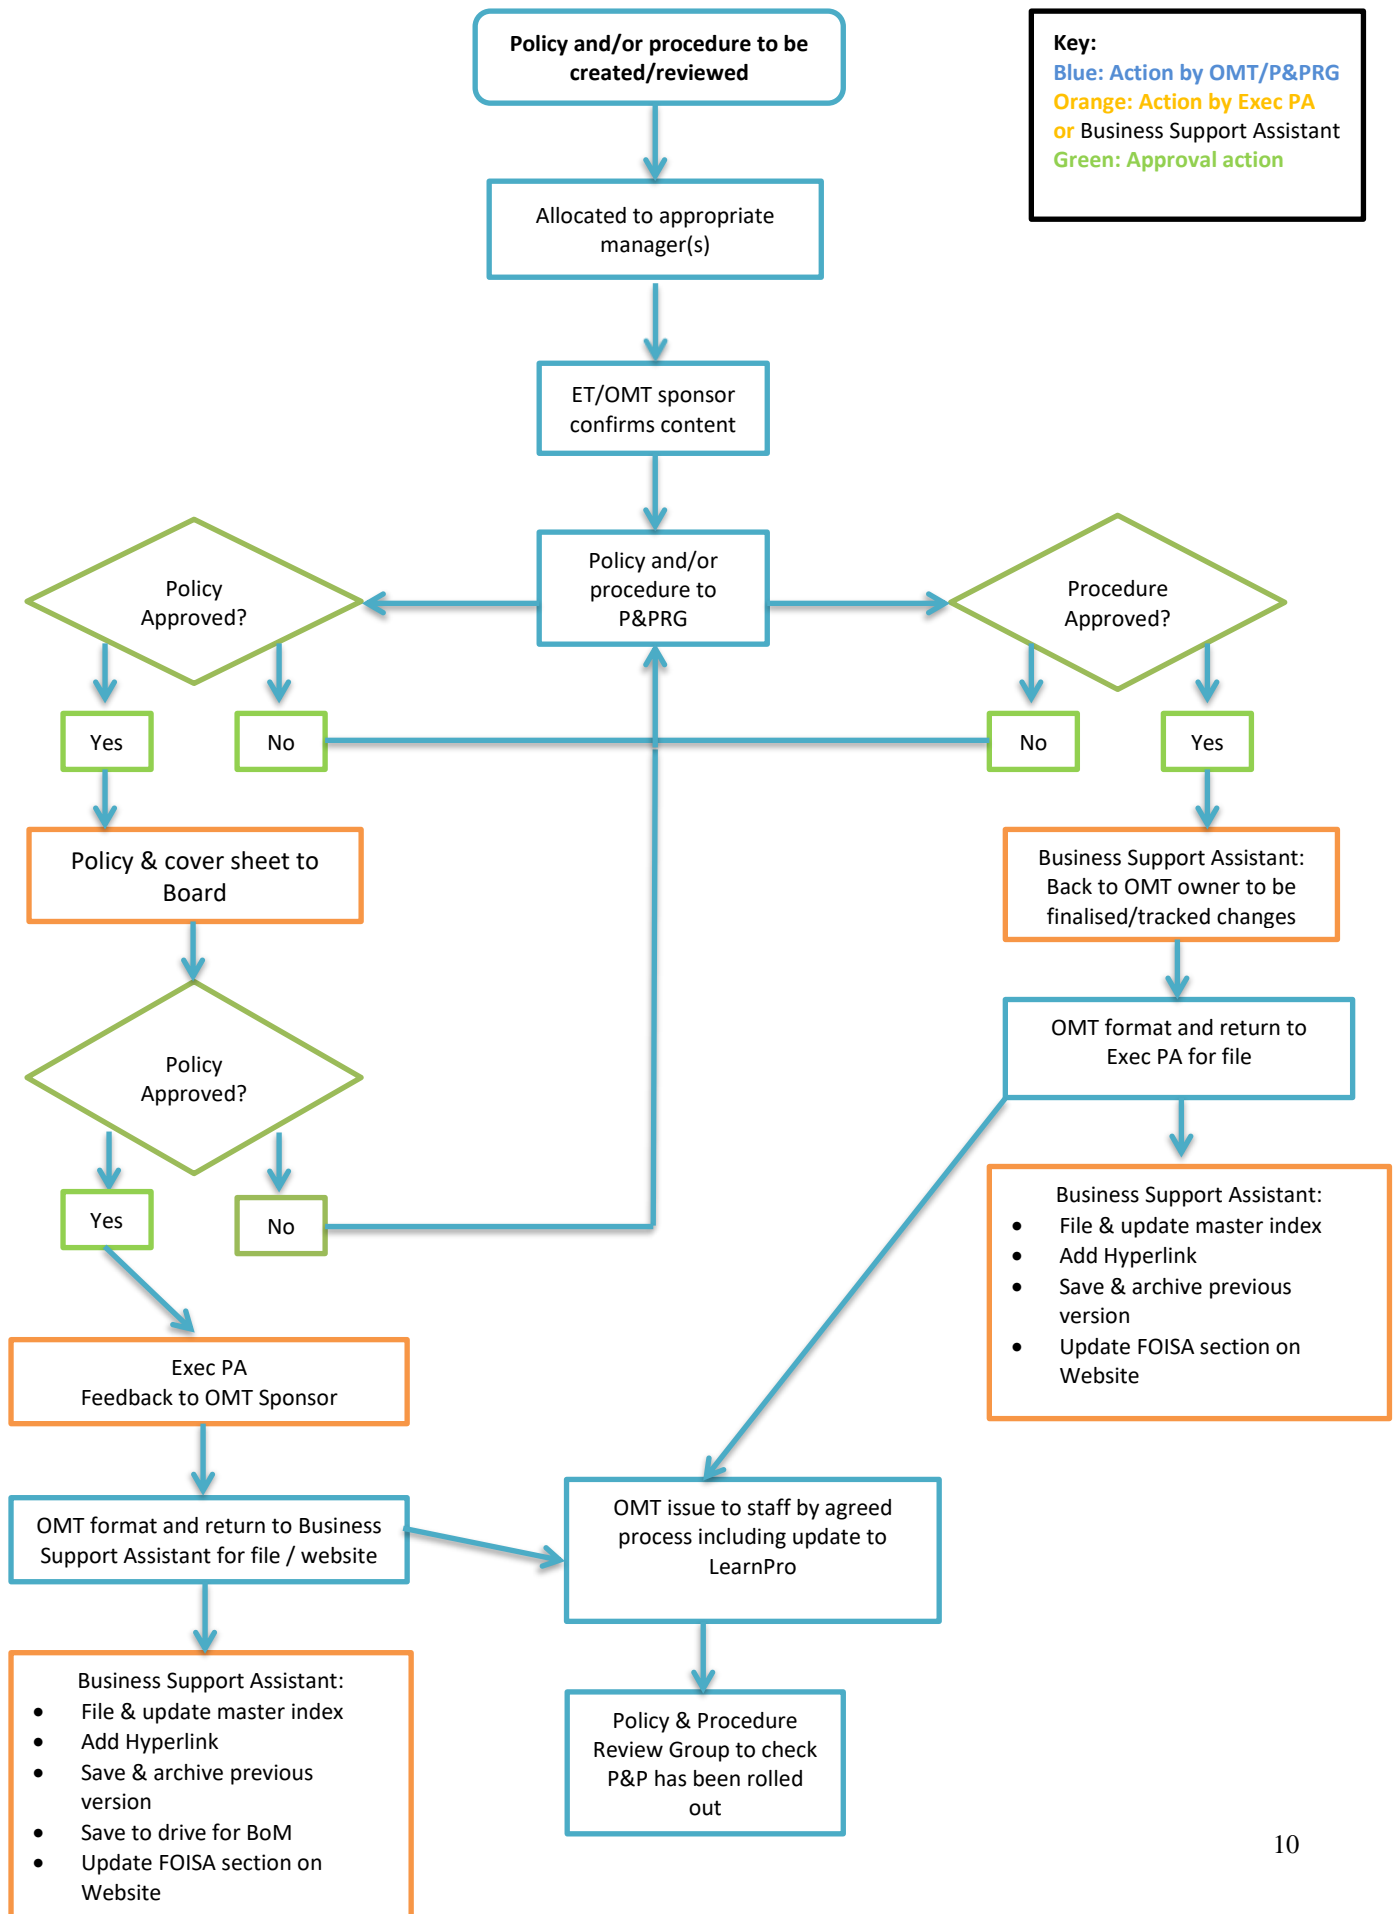 Policy and/or procedure to be
created/reviewed
Key:
Blue: Action by OMT/P&PRG
Orange: Action by Exec PA
or Business Support Assistant
Green: Approval action
Allocated to appropriate
manager(s)
ET/OMT sponsor
confirms content
Policy and/or
procedure to
P&PRG
Policy
Approved?
Procedure
Approved?
Yes
No
No
Yes
Policy & cover sheet to
Board
Business Support Assistant:
Back to OMT owner to be
finalised/tracked changes
OMT format and return to
Exec PA for file
Policy
Approved?
Yes
No
Business Support Assistant:
• File & update master index
• Add Hyperlink
• Save & archive previous
version
• Update FOISA section on
Website
Exec PA
Feedback to OMT Sponsor
OMT format and return to Business
Support Assistant for file / website
OMT issue to staff by agreed
process including update to
LearnPro
Business Support Assistant:
• File & update master index
• Add Hyperlink
• Save & archive previous
version
• Save to drive for BoM
• Update FOISA section on
Website
Policy & Procedure
Review Group to check
P&P has been rolled
out
10